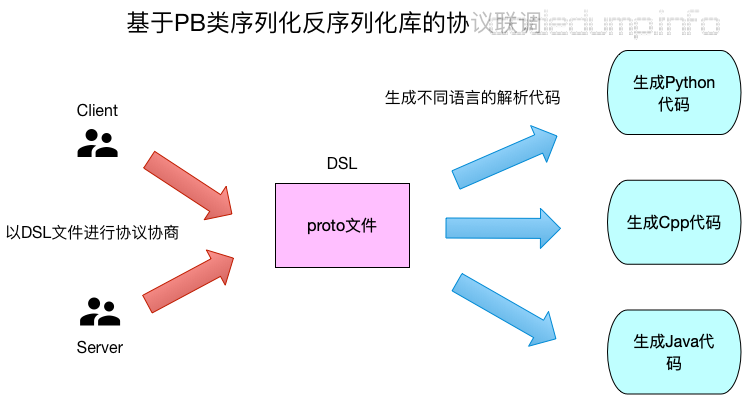 基于PB类序列化反序列化库的协议联调
codedump.info
生成不同语言的解析代码
生成Python
代码
Client
DSL
proto文件
以DSL文件进行协议协商
生成Cpp代码
Server
生成Java代
码